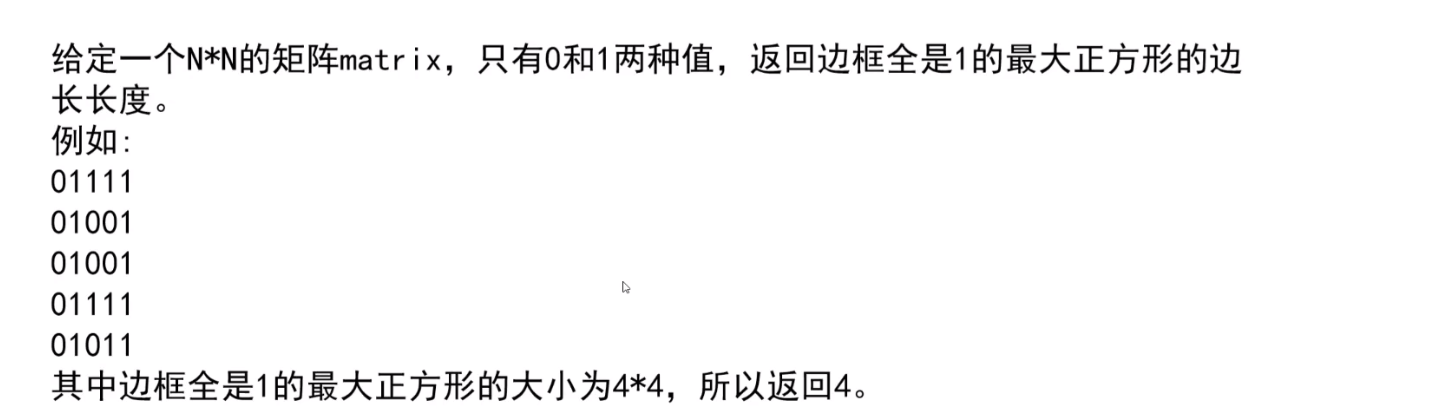 给定一个N*N的矩阵matrix，只有0和1两种值，返回边框全是1的最大正方形的边
长长度。
例如:
01111
01001
01001
01111
01011
其中边框全是1的最大正方形的大小为4*4，所以返回4。